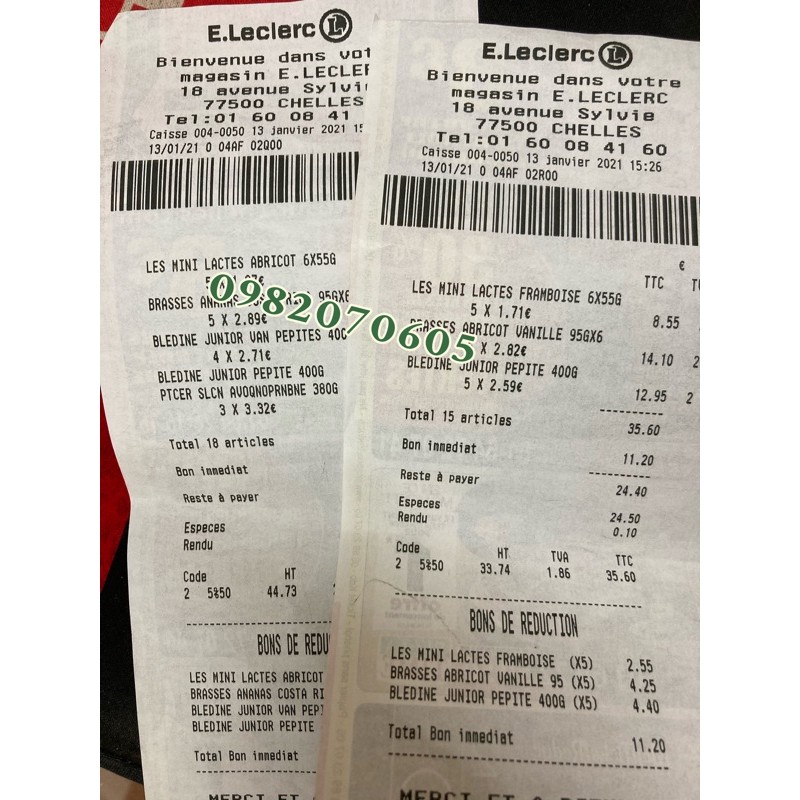 E.Leclerc L
Bienvenue dans vot
magasin E.LECLER
18 avenue Sylvi
77500 CHELLES
Tel:01 60 08 41
Caisse 004-0050 13 janvier 2021 15
13/01/21 0 04AF 02Q00
LES MINI LACTES ABRICOT 6X55G
BRASSES 95GX6
5 X 2.89€
BLEDINE JUNIOR VAN PEPITES 40
4 X 2.71€
BLEDINE JUNIOR PEPITE 400G
PTCER SLCN AVOQNOPRNBNE 380G
3 X 3.32€
Total 18 articles
Bon immediat
Reste à payer
Especes
Rendu
Code HT
2 5%50 44.73
BONS DE REDU
LES MINI LACTES ABRICOT
BRASSES ANANAS COSTA RI
BLEDINE JUNIOR VAN PEP
BLEDINE JUNIOR PEPITE
Total Bon immediat
E.Leclerc L
Bienvenue dans votre
magasin E.LECLERC
18 avenue Sylvie
77500 CHELLES
Tel:01 60 08 41 60
Caisse 004-0050 13 janvier 2021 15:26
13/01/21 0 04AF 02R00
€
TTC
LES MINI LACTES FRAMBOISE 6X55G
5 X 1.71€ 8.55
BRASSES ABRICOT VANILLE 95GX6
X 2.82€ 14.10 2
BLEDINE JUNIOR PEPITE 400G
5 X 2.59€ 12.95 2
Total 15 articles 35.60
Bon immediat 11.20
Reste à payer 24.40
Especes 24.50
Rendu 0.10
Code HT TVA TTC
2 5%50 33.74 1.86 35.60
BONS DE REDUCTION
LES MINI LACTES FRAMBOISE (X5) 2.55
BRASSES ABRICOT VANILLE 95 (X5) 4.25
BLEDINE JUNIOR PEPITE 400G (X5) 4.40
Total Bon immediat 11.20
0982070605